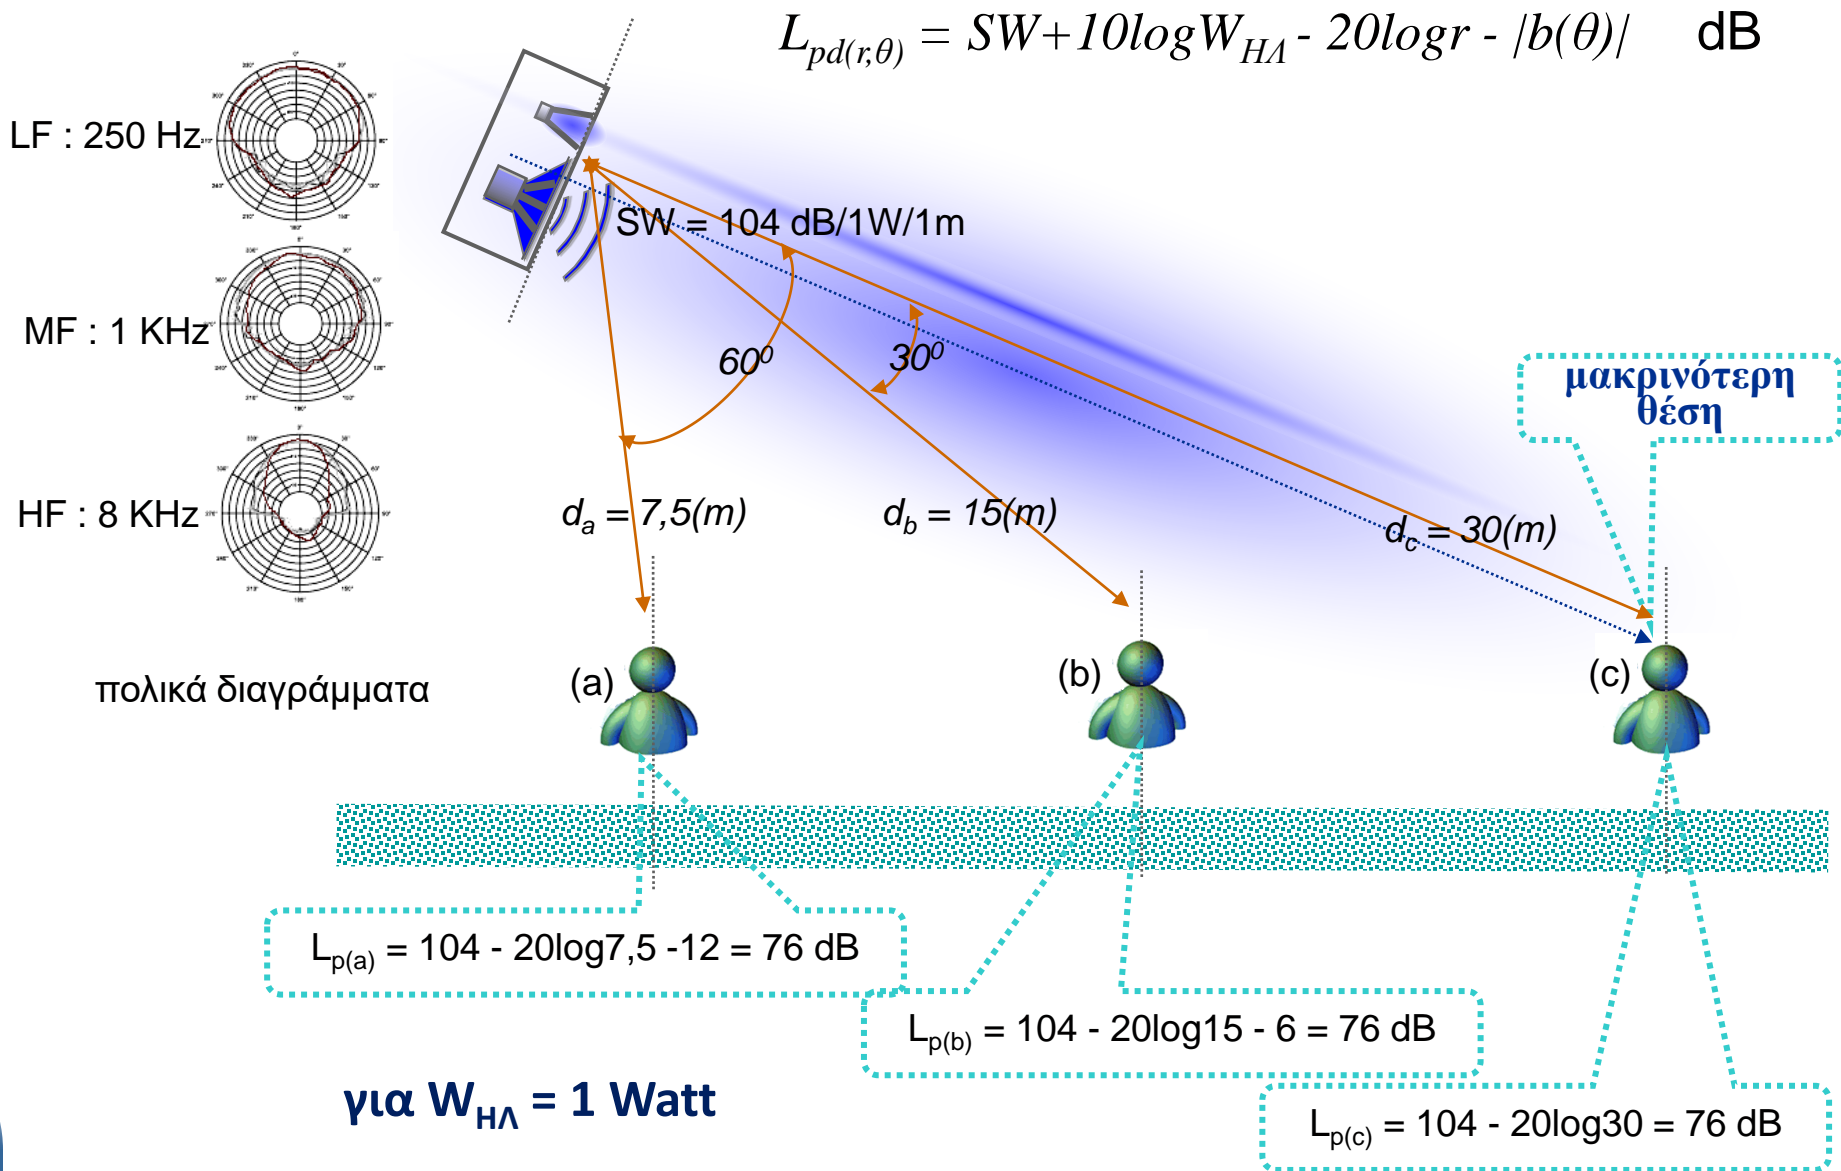 L_pd(r,θ) = SW+10logW_ΗΛ - 20logr - |b(θ)| dB
LF : 250 Hz
MF : 1 KHz
HF : 8 KHz
πολικά διαγράμματα
SW = 104 dB/1W/1m
60⁰
30⁰
μακρινότερη
θέση
d_a = 7,5(m)
d_b = 15(m)
d_c = 30(m)
(a)
(b)
(c)
L_p(a) = 104 - 20log7,5 -12 = 76 dB
L_p(b) = 104 - 20log15 - 6 = 76 dB
L_p(c) = 104 - 20log30 = 76 dB
για W_ΗΛ = 1 Watt